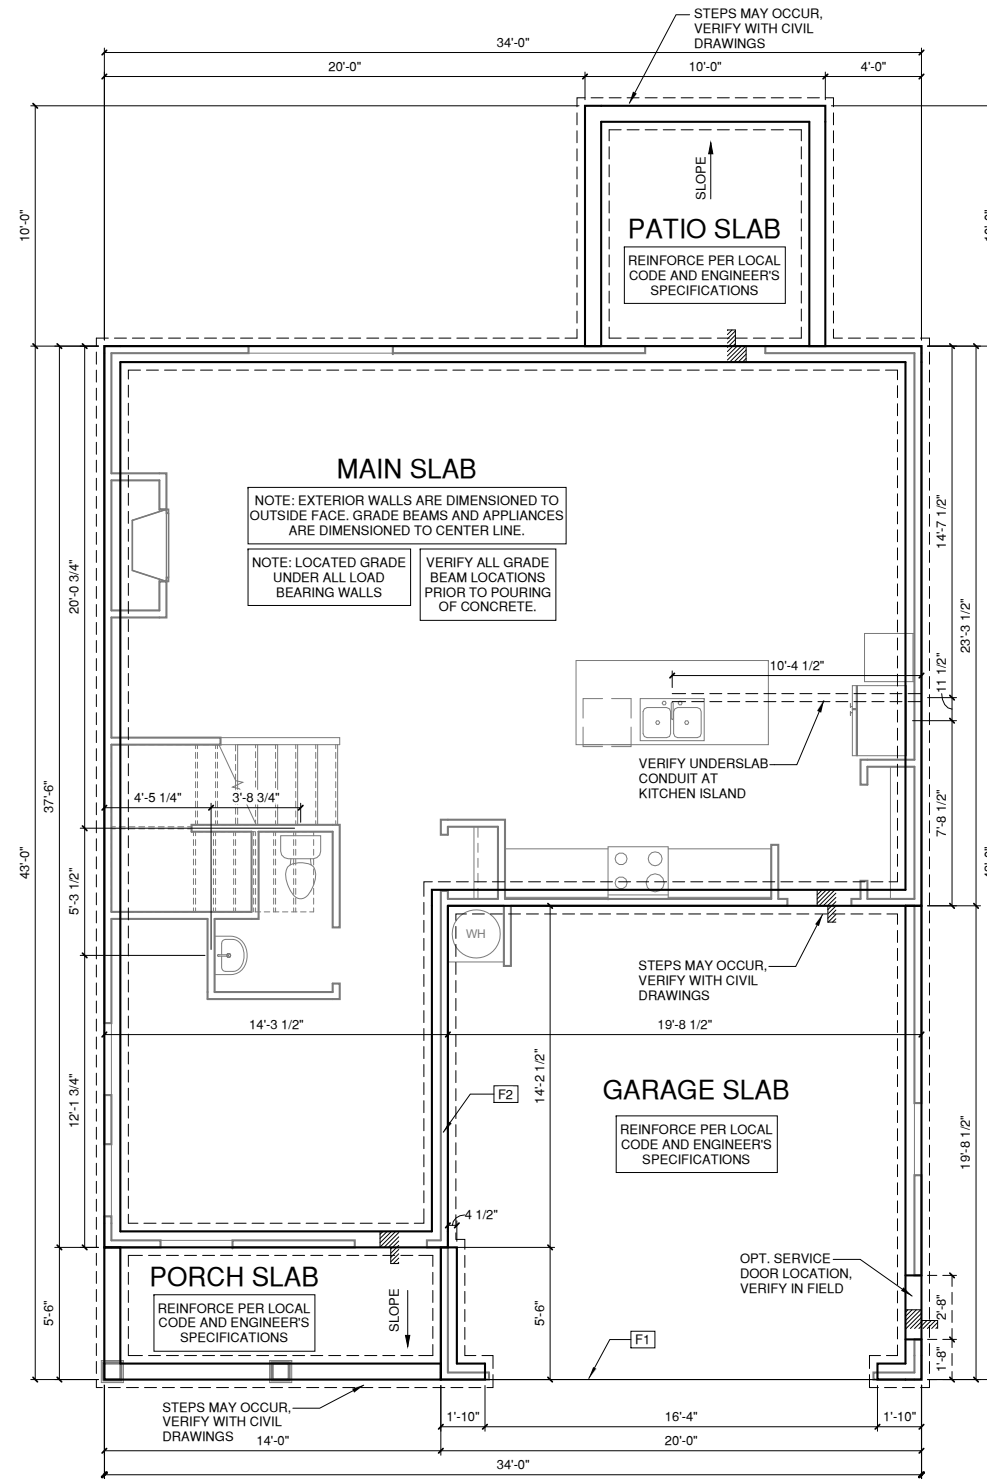 STEPS MAY OCCUR,
VERIFY WITH CIVIL
DRAWINGS
34'-0"
20'-0"
10'-0"
4'-0"
10'-0"
SLOPE
PATIO SLAB
REINFORCE PER LOCAL
CODE AND ENGINEER'S
SPECIFICATIONS
MAIN SLAB
NOTE: EXTERIOR WALLS ARE DIMENSIONED TO
OUTSIDE FACE. GRADE BEAMS AND APPLIANCES
ARE DIMENSIONED TO CENTER LINE.
NOTE: LOCATED GRADE
UNDER ALL LOAD
BEARING WALLS
VERIFY ALL GRADE
BEAM LOCATIONS
PRIOR TO POURING
OF CONCRETE.
14'-7 1/2"
20'-0 3/4"
23'-3 1/2"
10'-4 1/2"
11 1/2"
VERIFY UNDERSLAB
CONDUIT AT
KITCHEN ISLAND
37'-6"
4'-5 1/4"
3'-8 3/4"
7'-8 1/2"
43'-0"
5'-3 1/2"
WH
STEPS MAY OCCUR,
VERIFY WITH CIVIL
DRAWINGS
14'-3 1/2"
19'-8 1/2"
14'-2 1/2"
12'-1 3/4"
F2
GARAGE SLAB
REINFORCE PER LOCAL
CODE AND ENGINEER'S
SPECIFICATIONS
19'-8 1/2"
4 1/2"
OPT. SERVICE
DOOR LOCATION,
VERIFY IN FIELD
PORCH SLAB
REINFORCE PER LOCAL
CODE AND ENGINEER'S
SPECIFICATIONS
SLOPE
5'-6"
5'-6"
2'-8"
F1
1'-8"
STEPS MAY OCCUR,
VERIFY WITH CIVIL
DRAWINGS
1'-10"
16'-4"
1'-10"
14'-0"
20'-0"
34'-0"